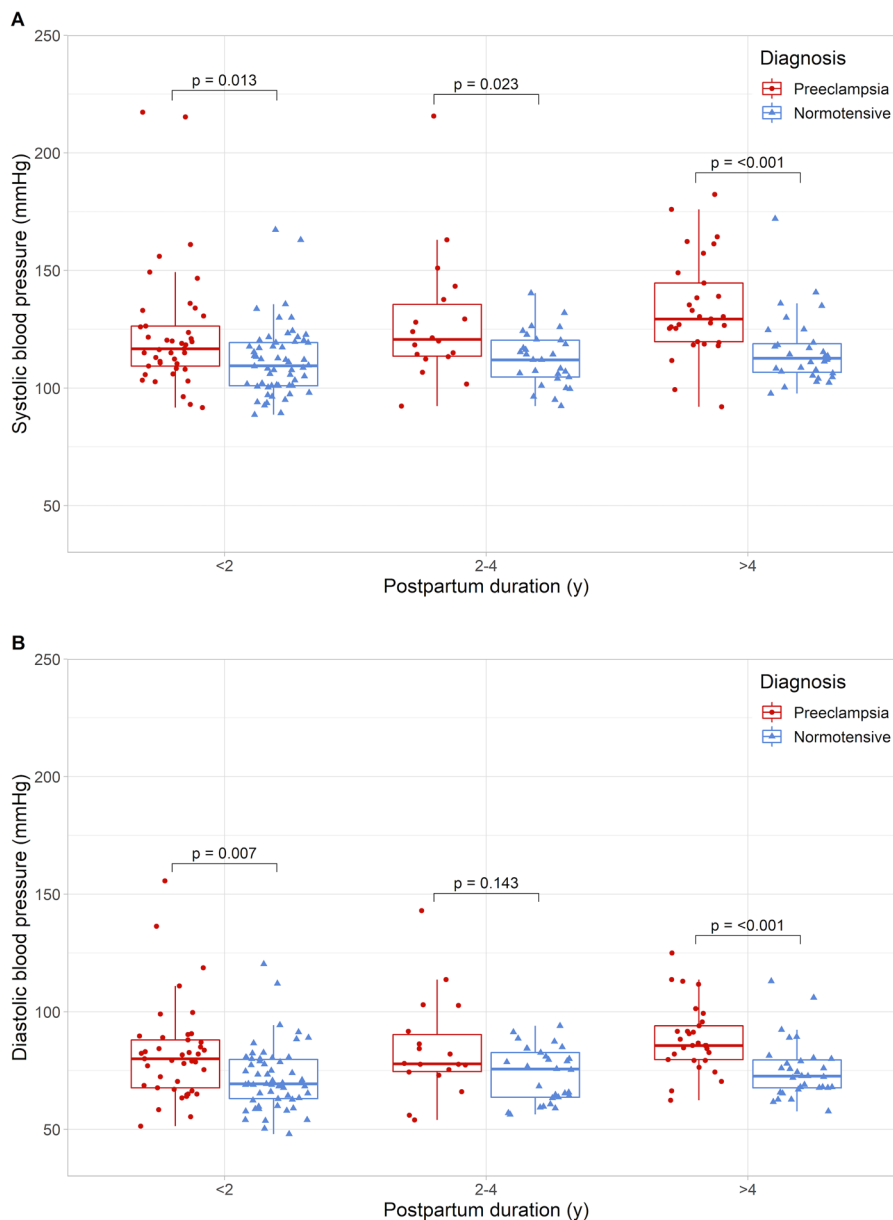 A
250
200
150
100
50
Systolic blood pressure (mmHg)
p = 0.013
p = 0.023
p = <0.001
Diagnosis
Preeclampsia
Normotensive
<2
2-4
>4
Postpartum duration (y)
B
250
200
150
100
50
Diastolic blood pressure (mmHg)
Diagnosis
Preeclampsia
Normotensive
p = 0.007
p = 0.143
p = <0.001
<2
2-4
>4
Postpartum duration (y)